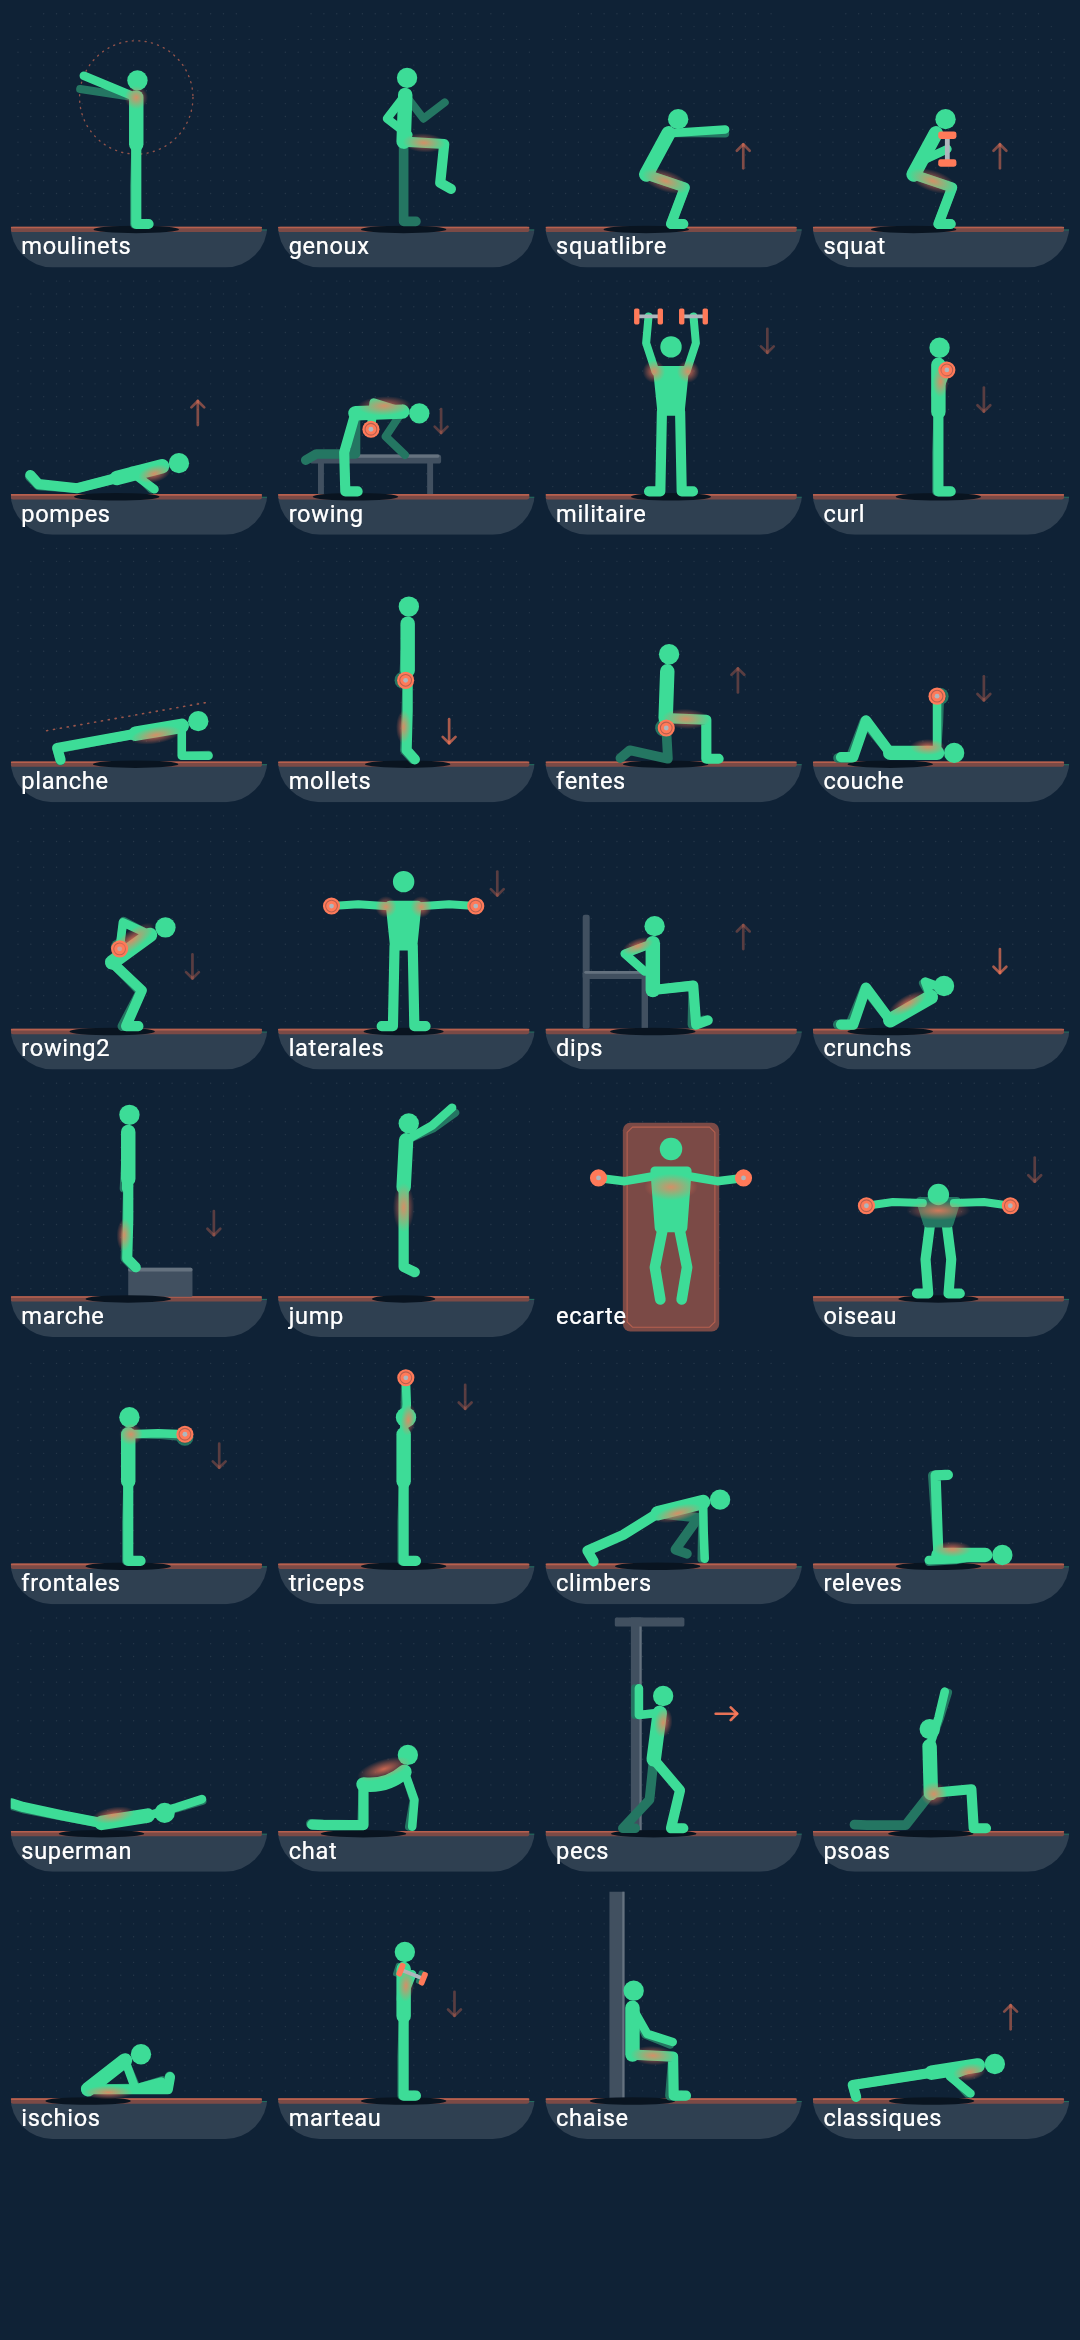 moulinets
genoux
squatlibre
squat
pompes
rowing
militaire
curl
planche
mollets
fentes
couche
rowing2
laterales
dips
crunchs
marche
jump
ecarte
oiseau
frontales
triceps
climbers
releves
superman
chat
pecs
psoas
ischios
marteau
chaise
classiques